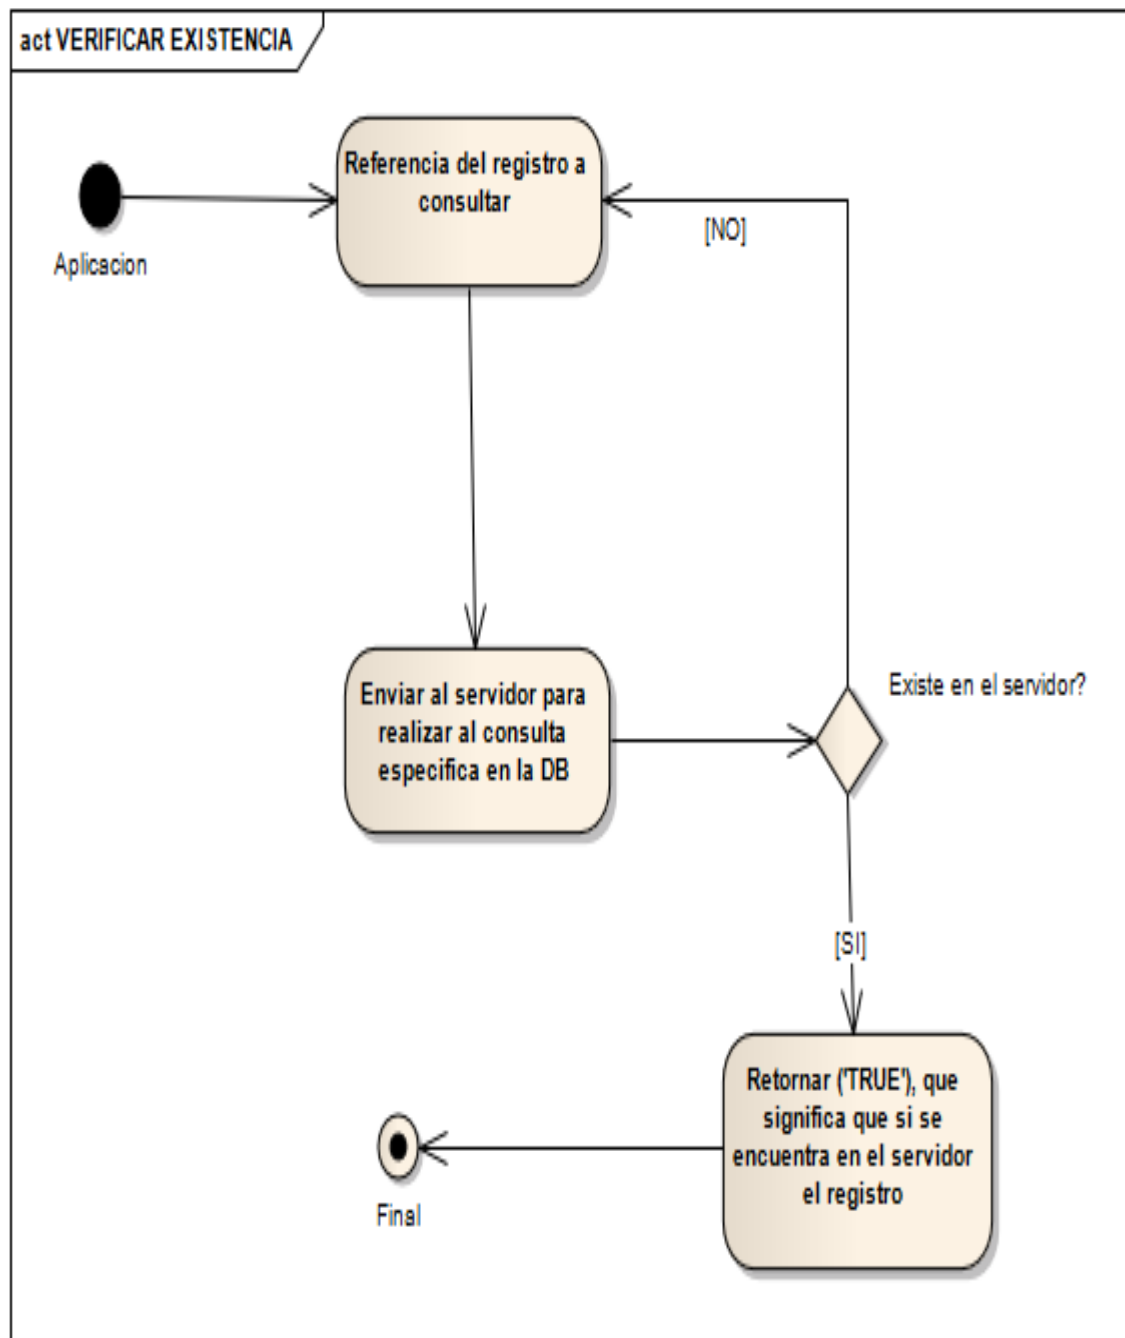 act VERIFICAR EXISTENCIA
Referencia del registro a
consultar
[NO]
Aplicacion
Enviar al servidor para
realizar al consulta
especifica en la DB
Existe en el servidor?
[SI]
Retornar ('TRUE'), que
significa que si se
encuentra en el servidor
el registro
Final